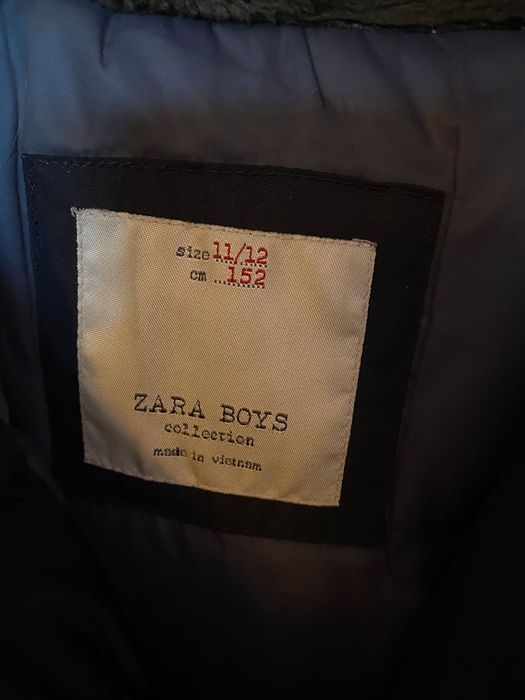 size 11/12
cm ...152
ZARA BOYS
collection
made in vietnam